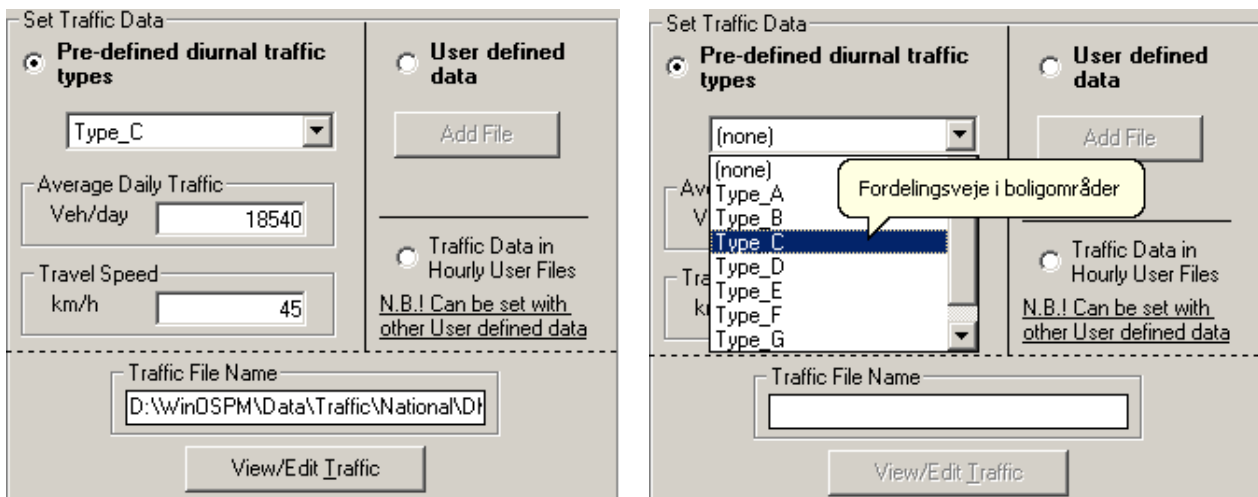 Set Traffic Data
Pre-defined diurnal traffic
types
User defined
data
Type_C
Add File
Average Daily Traffic
Veh/day
18540
Traffic Data in
Hourly User Files
Travel Speed
km/h
45
N.B.! Can be set with
other User defined data
Traffic File Name
D:\WinOSPM\Data\Traffic\National\
View/Edit Traffic
Set Traffic Data
Pre-defined diurnal traffic
types
User defined
data
(none)
Add File
(none)
Type_A
Type_B
Type_C
Type_D
Type_E
Type_F
Type_G
Fordelingsveje i boligområder
Traffic Data in
Hourly User Files
N.B.! Can be set with
other User defined data
Traffic File Name
View/Edit Traffic